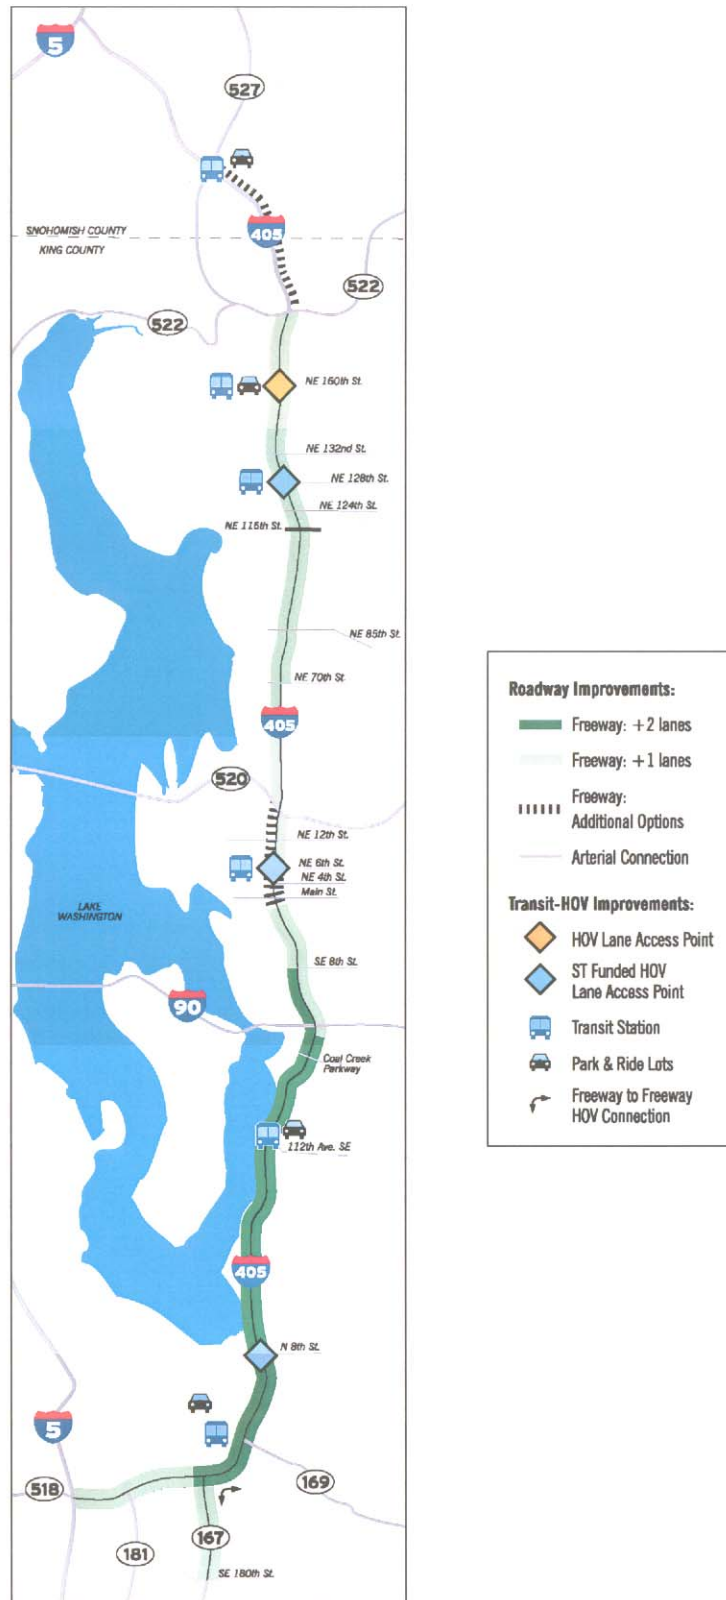 5
527
SNOHOMISH COUNTY
KING COUNTY
405
522
522
NE 160th St.
NE 132nd St.
NE 128th St.
NE 124th St.
NE 116th St.
NE 85th St.
NE 70th St.
405
520
NE 12th St.
NE 6th St.
NE 4th St.
Main St.
LAKE
WASHINGTON
SE 8th St.
90
Coal Creek
Parkway
112th Ave. SE
405
N 8th St.
5
518
169
167
181
SE 180th St.
Roadway Improvements:
Freeway: +2 lanes
Freeway: +1 lanes
Freeway:
Additional Options
Arterial Connection
Transit-HOV Improvements:
HOV Lane Access Point
ST Funded HOV
Lane Access Point
Transit Station
Park & Ride Lots
Freeway to Freeway
HOV Connection